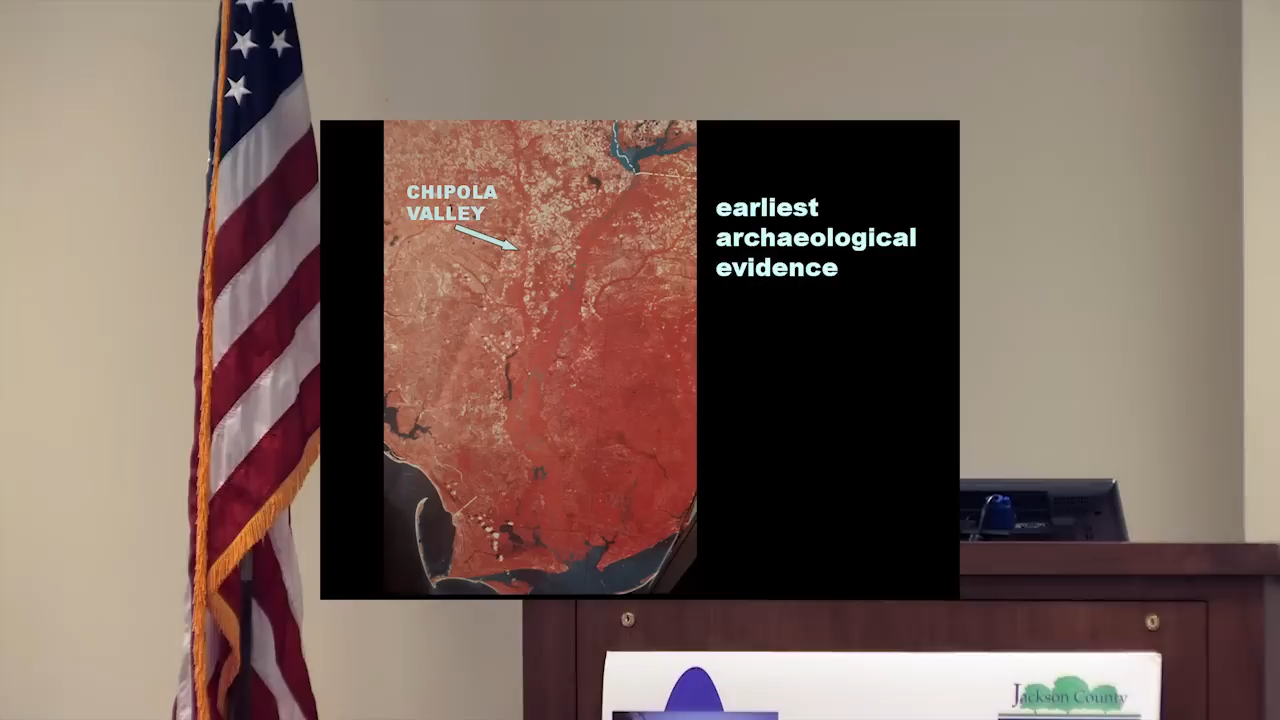 CHIPOLA
VALLEY
earliest
archaeological
evidence
Jackson County